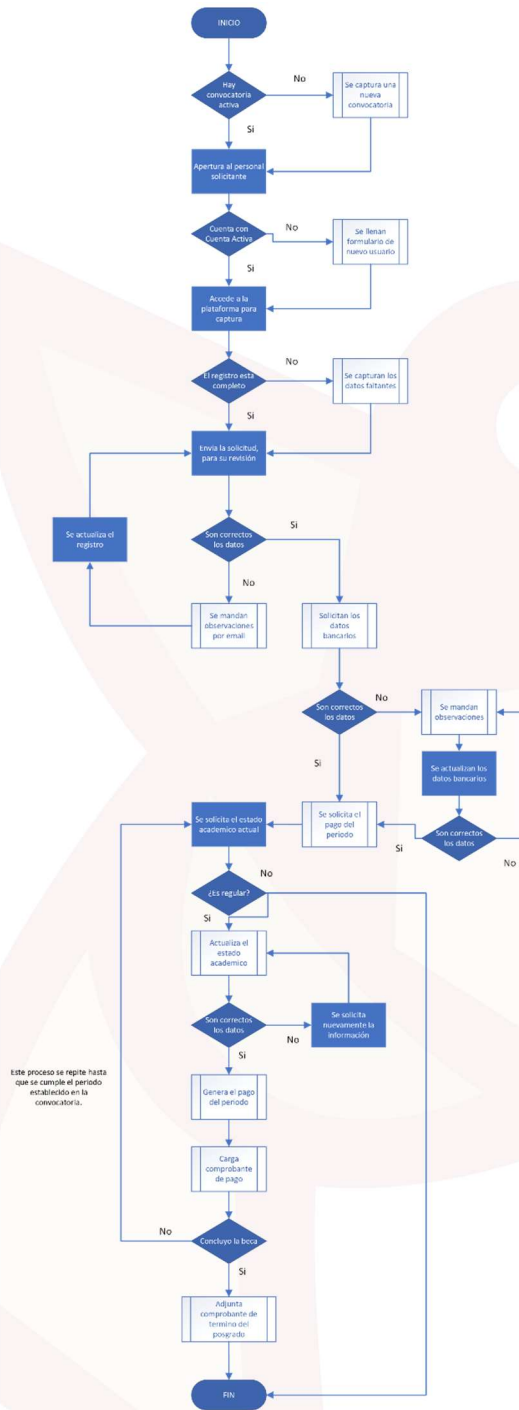 INICIO
Hay
convocatoria
activa
No
Se captura una
nueva
convocatoria
Si
Apertura al personal
solicitante
Cuenta con
Cuenta Activa
No
Se llenan
formulario de
nuevo usuario
Si
Accede a la
plataforma para
captura
El registro esta
completo
No
Se capturan los
datos faltantes
Si
Envia la solicitud,
para su revisión
Se actualiza el
registro
Son correctos
los datos
Si
No
Se mandan
observaciones
por email
Solicitan los
datos
bancarios
Son correctos
los datos
No
Se mandan
observaciones
Si
Se actualizan los
datos bancarios
Se solicita el estado
academico actual
Se solicita el
pago del
periodo
Si
Son correctos
los datos
No
¿Es regular?
No
Si
Actualiza el
estado
academico
Son correctos
los datos
No
Se solicita
nuevamente la
información
Si
Este proceso se repite hasta
que se cumple el periodo
establecido en la
convocatoria.
Genera el pago
del periodo
Carga
comprobante
de pago
No
Concluyo la beca
Si
Adjunta
comprobante de
termino del
posgrado
FIN